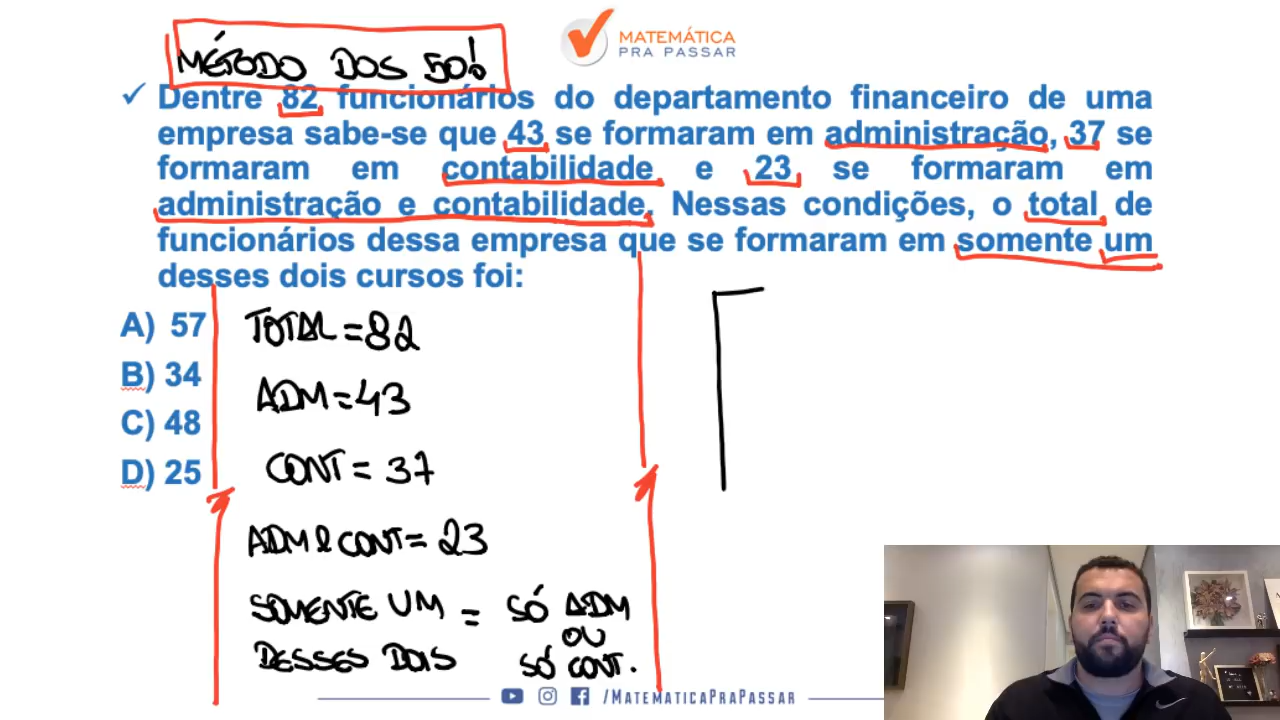 MÉTODO DOS 50!
MATEMÁTICA
PRA PASSAR
✓ Dentre 82 funcionários do departamento financeiro de uma
empresa sabe-se que 43 se formaram em administração, 37 se
formaram em contabilidade e 23 se formaram em
administração e contabilidade. Nessas condições, o total de
funcionários dessa empresa que se formaram em somente um
desses dois cursos foi:
A) 57
B) 34
C) 48
D) 25
TOTAL = 82
ADM = 43
CONT = 37
ADM e CONT = 23
SOMENTE UM = SÓ ADM
OU
DESSES DOIS SÓ CONT.
/MATEMATICAPRAPASSAR